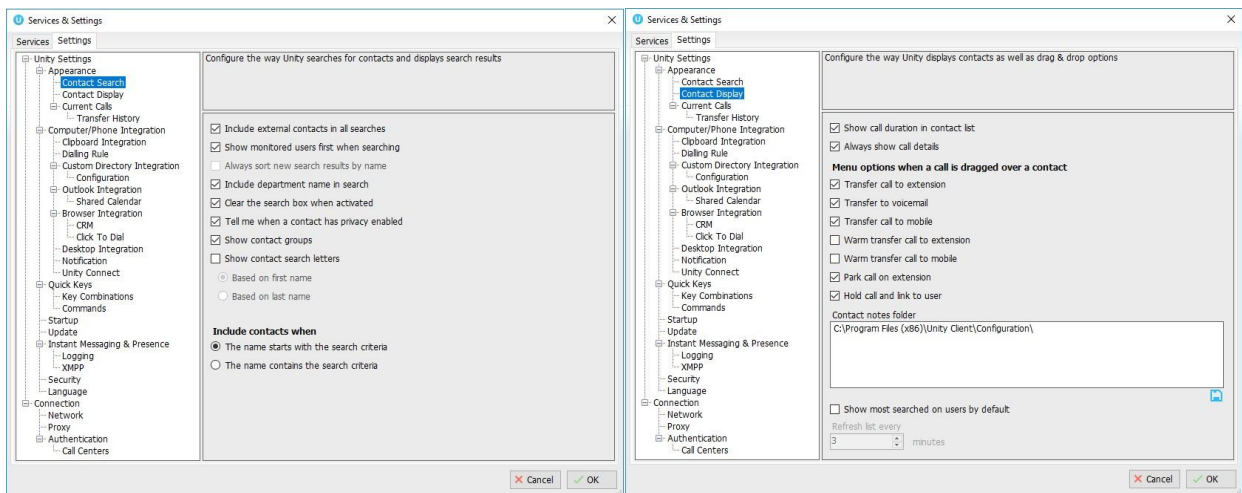 Services & Settings
Services Settings
Unity Settings
Appearance
Contact Search
Contact Display
Current Calls
Transfer History
Computer/Phone Integration
Clipboard Integration
Dialling Rule
Custom Directory Integration
Configuration
Outlook Integration
Shared Calendar
Browser Integration
CRM
Click To Dial
Desktop Integration
Notification
Unity Connect
Quick Keys
Key Combinations
Commands
Startup
Update
Instant Messaging & Presence
Logging
XMPP
Security
Language
Connection
Network
Proxy
Authentication
Call Centers
Configure the way Unity searches for contacts and displays search results
Include external contacts in all searches
Show monitored users first when searching
Always sort new search results by name
Include department name in search
Clear the search box when activated
Tell me when a contact has privacy enabled
Show contact groups
Show contact search letters
Based on first name
Based on last name
Include contacts when
The name starts with the search criteria
The name contains the search criteria
Cancel OK
Services & Settings
Services Settings
Unity Settings
Appearance
Contact Search
Contact Display
Current Calls
Transfer History
Computer/Phone Integration
Clipboard Integration
Dialling Rule
Custom Directory Integration
Configuration
Outlook Integration
Shared Calendar
Browser Integration
CRM
Click To Dial
Desktop Integration
Notification
Unity Connect
Quick Keys
Key Combinations
Commands
Startup
Update
Instant Messaging & Presence
Logging
XMPP
Security
Language
Connection
Network
Proxy
Authentication
Call Centers
Configure the way Unity displays contacts as well as drag & drop options
Show call duration in contact list
Always show call details
Menu options when a call is dragged over a contact
Transfer call to extension
Transfer to voicemail
Transfer call to mobile
Warm transfer call to extension
Warm transfer call to mobile
Park call on extension
Hold call and link to user
Contact notes folder
C:\Program Files (x86)\Unity Client\Configuration\
Show most searched on users by default
Refresh list every
3 minutes
Cancel OK